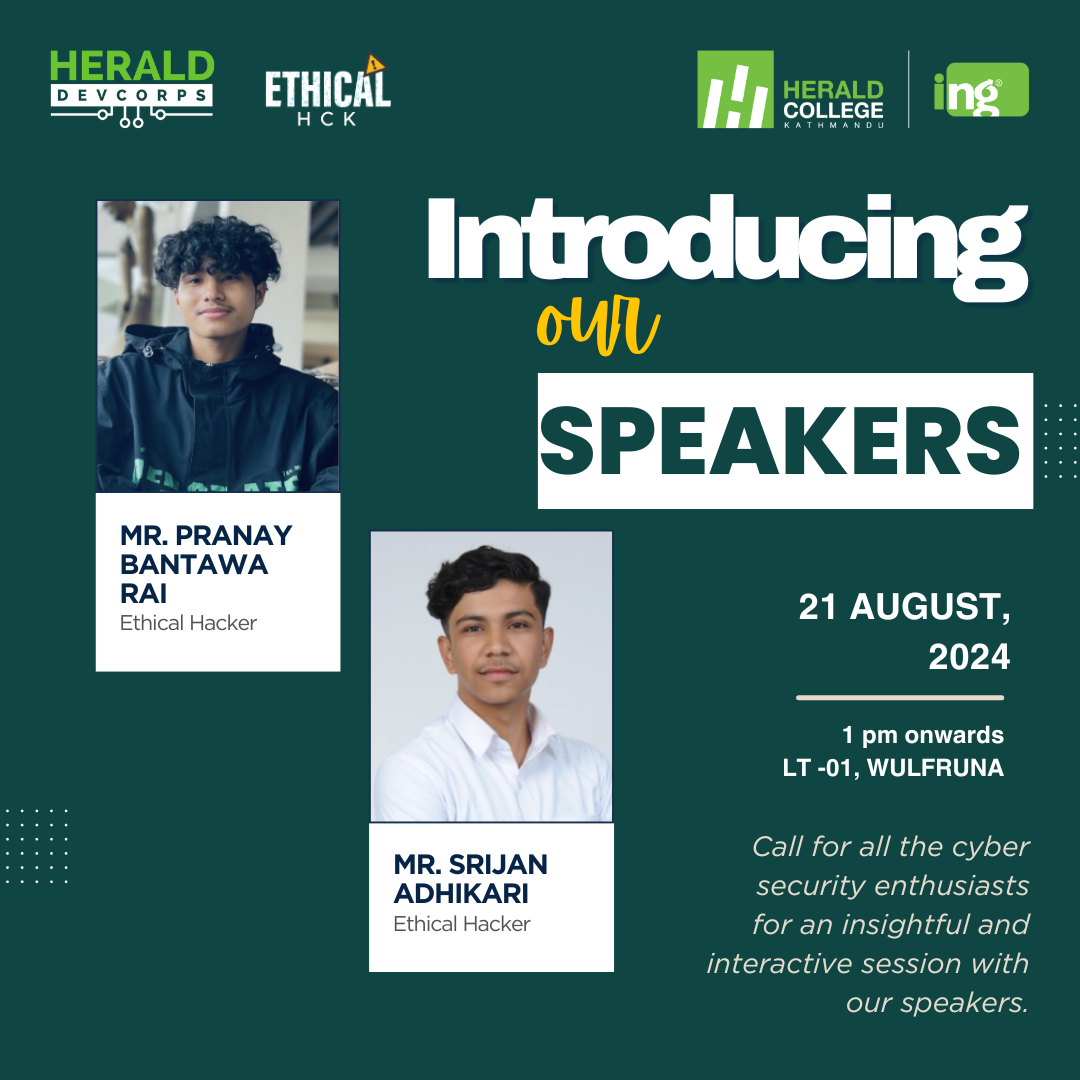 HERALD
DEVCORPS
ETHICAL
HCK
HERALD
COLLEGE
KATHMANDU
ing®
Introducing
our
SPEAKERS
MR. PRANAY
BANTAWA
RAI
Ethical Hacker
MR. SRIJAN
ADHIKARI
Ethical Hacker
21 AUGUST,
2024
1 pm onwards
LT -01, WULFRUNA
Call for all the cyber
security enthusiasts
for an insightful and
interactive session with
our speakers.